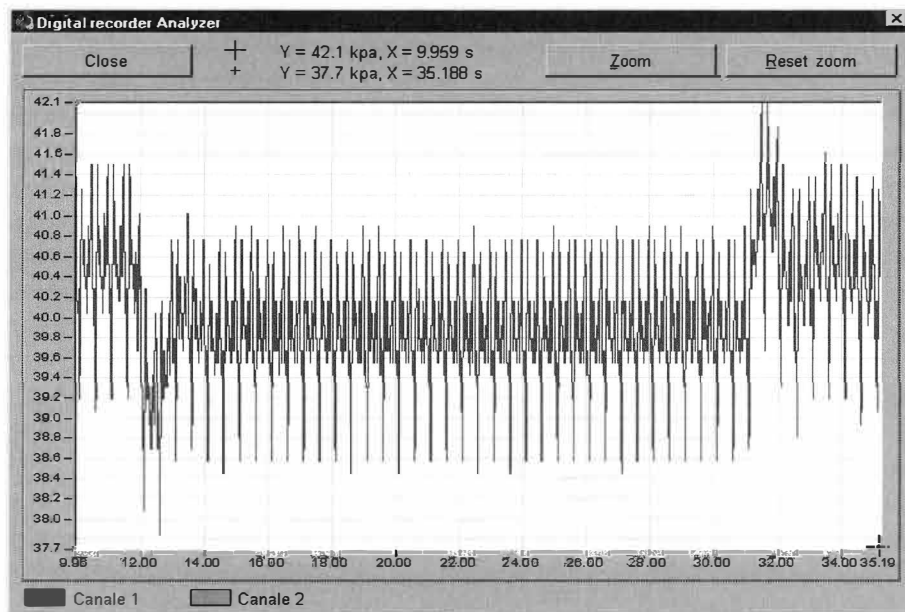 Digital recorder Analyzer
Close
Y = 42.1 kpa, X = 9.959 s
Y = 37.7 kpa, X = 35.188 s
Zoom
Reset zoom
42.1
41.8
41.6
41.4
41.2
41.0
40.8
40.6
40.4
40.2
40.0
39.8
39.6
39.4
39.2
39.0
38.8
38.6
38.4
38.2
38.0
37.7
9.96 12.00 14.00 16.00 18.00 20.00 22.00 24.00 26.00 28.00 30.00 32.00 34.00 35.19
Canale 1 Canale 2